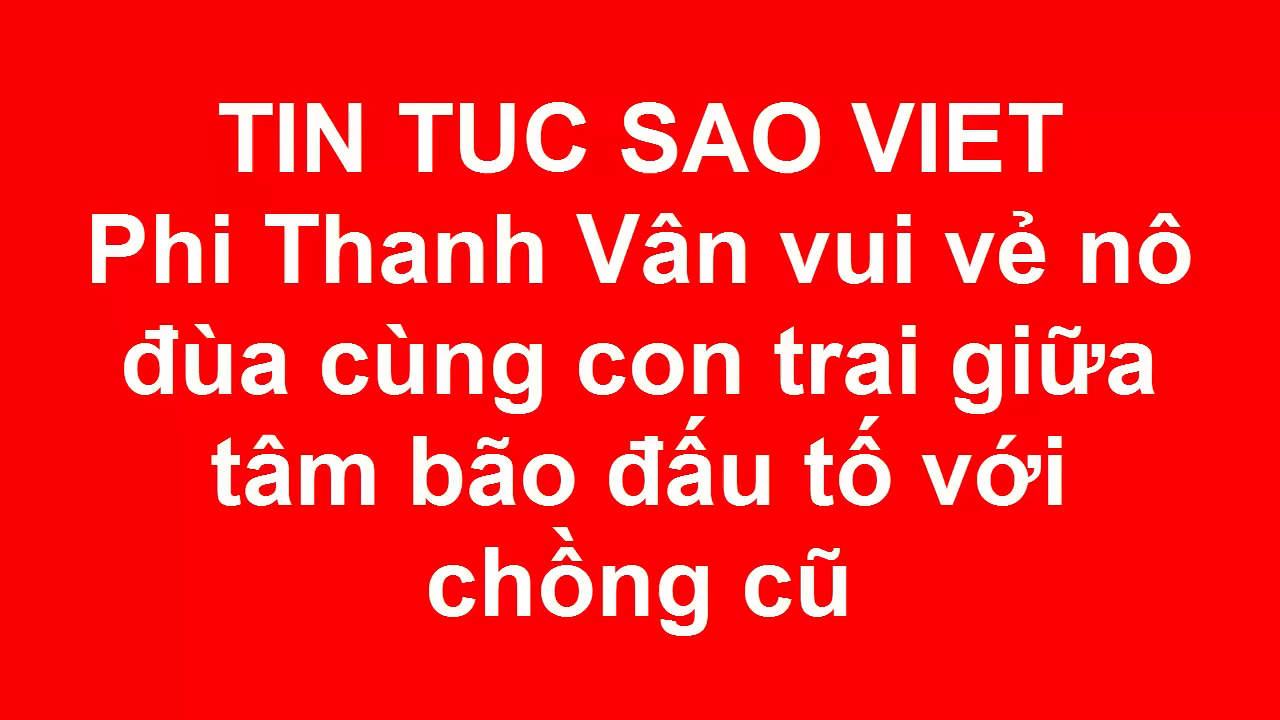 TIN TUC SAO VIET
Phi Thanh Vân vui vẻ nô
đùa cùng con trai giữa
tâm bão đấu tố với
chồng cũ